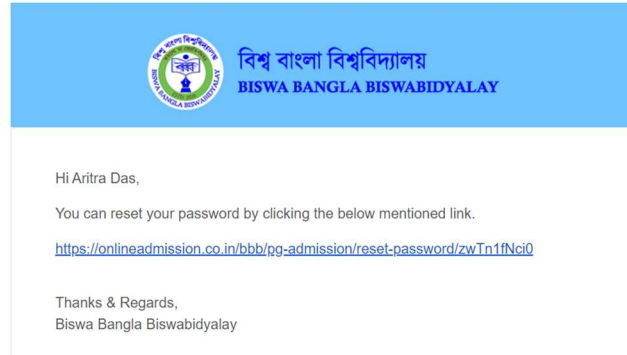 বিশ্ব বাংলা বিশ্ববিদ্যালয়
BISWA BANGLA BISWABIDYALAY
Hi Aritra Das,
You can reset your password by clicking the below mentioned link.
https://onlineadmission.co.in/bbb/pg-admission/reset-password/zwTn1fNci0
Thanks & Regards,
Biswa Bangla Biswabidyalay